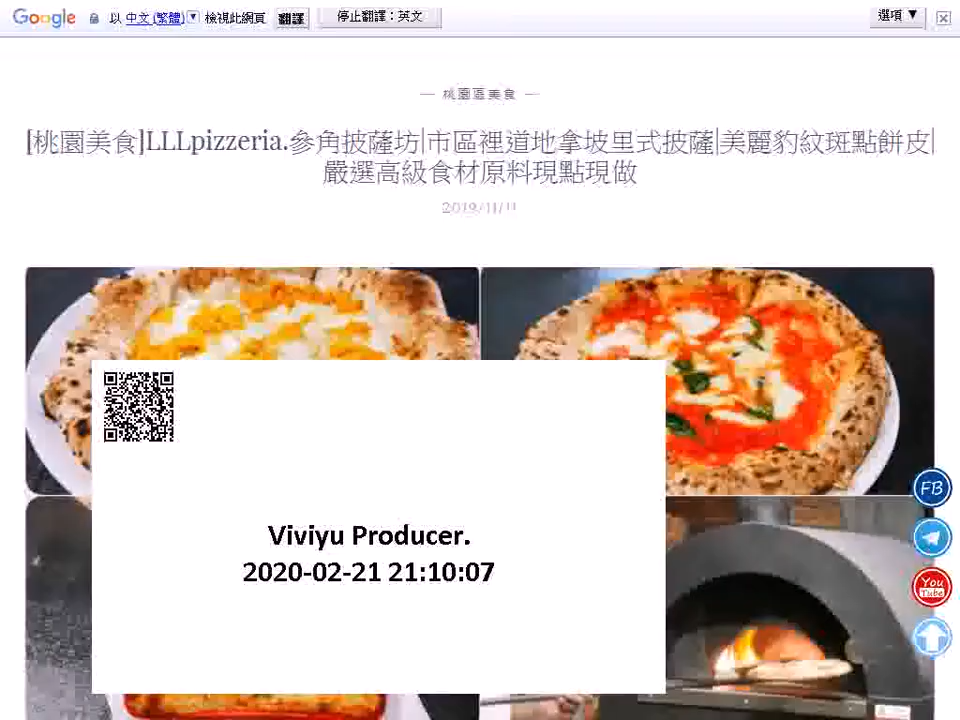 Google 以 中文 (繁體) ▼ 檢視此網頁 翻譯 停止翻譯：英文 選項 ▼
— 桃園區美食 —
[桃園美食]LLLpizzeria.參角披薩坊|市區裡道地拿坡里式披薩|美麗豹紋斑點餅皮|
嚴選高級食材原料現點現做
2019/11/11
FB
You
Tube
Viviyu Producer.
2020-02-21 21:10:07